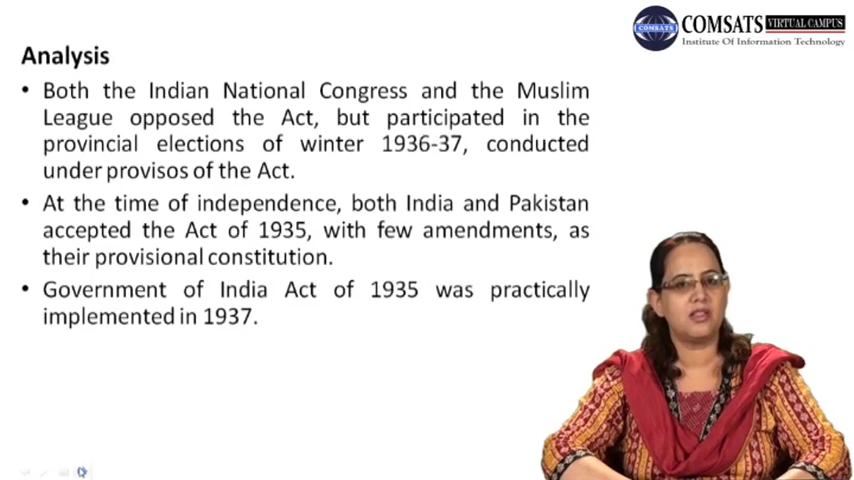 COMSATS VIRTUAL CAMPUS
COMSATS
Institute Of Information Technology
Analysis
• Both the Indian National Congress and the Muslim
League opposed the Act, but participated in the
provincial elections of winter 1936-37, conducted
under provisos of the Act.
• At the time of independence, both India and Pakistan
accepted the Act of 1935, with few amendments, as
their provisional constitution.
• Government of India Act of 1935 was practically
implemented in 1937.